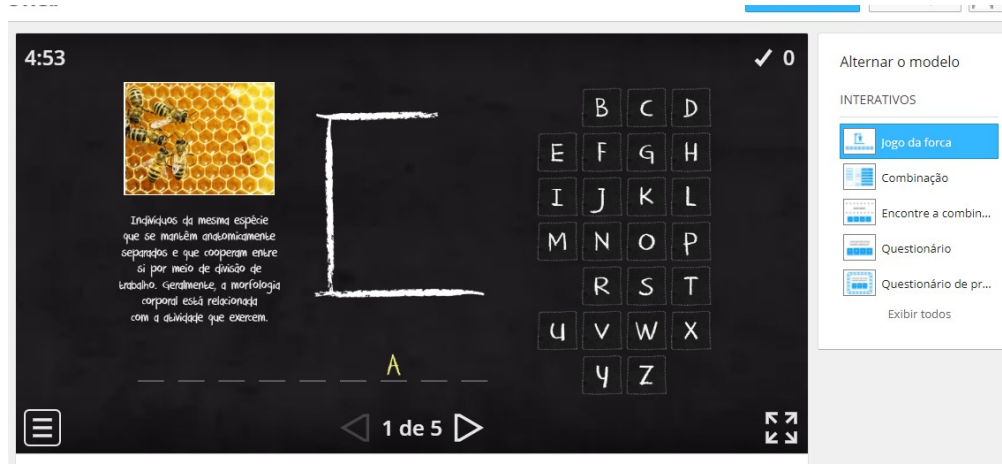 4:53
✓ 0
Indivíduos da mesma espécie
que se mantêm anatomicamente
separados e que cooperam entre
si por meio de divisão de
trabalho. Geralmente, a morfologia
corporal está relacionada
com a atividade que exercem.
B C D
E F G H
I J K L
M N O P
R S T
U V W X
Y Z
A
1 de 5
Alternar o modelo
INTERATIVOS
Jogo da forca
Combinação
Encontre a combin...
Questionário
Questionário de pr...
Exibir todos